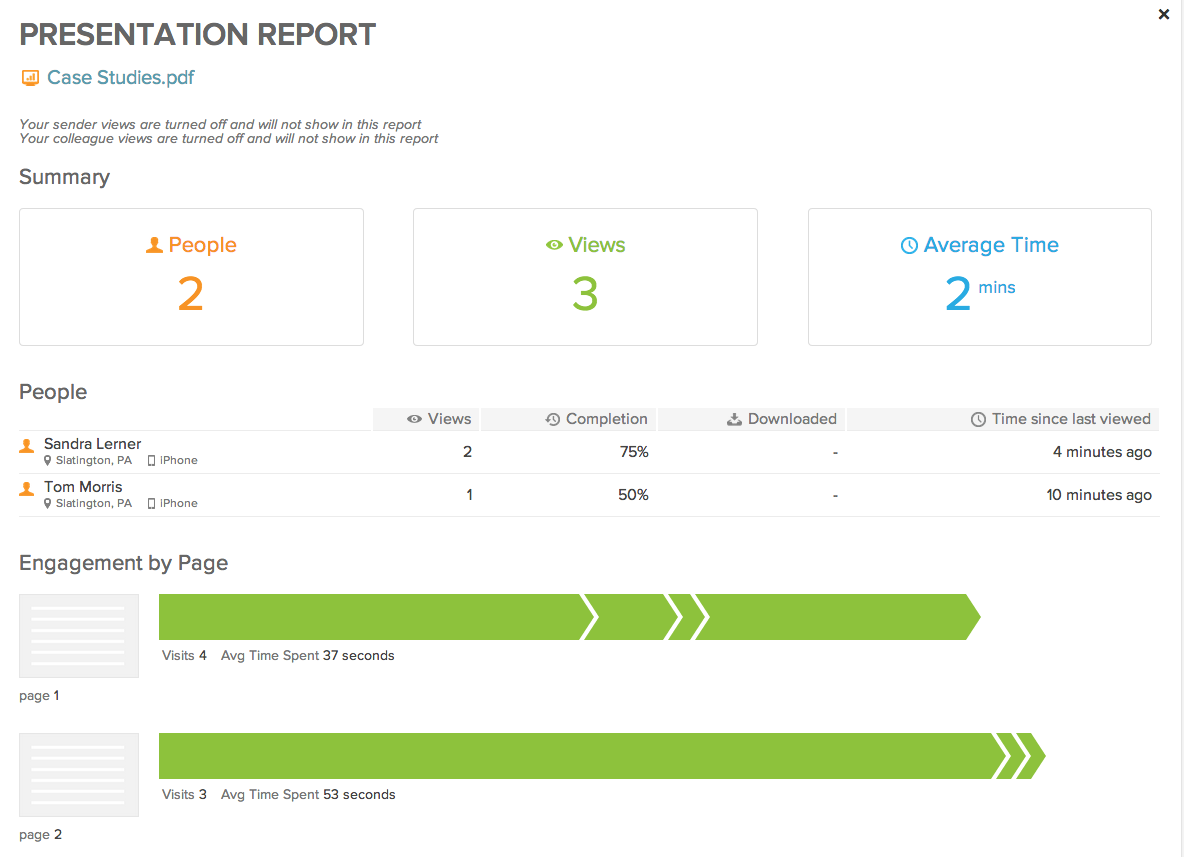 PRESENTATION REPORT
Case Studies.pdf
Your sender views are turned off and will not show in this report
Your colleague views are turned off and will not show in this report
Summary
People
2
Views
3
Average Time
2 mins
People
Views Completion Downloaded Time since last viewed
Sandra Lerner
Slatington, PA iPhone
2 75% - 4 minutes ago
Tom Morris
Slatington, PA iPhone
1 50% - 10 minutes ago
Engagement by Page
Visits 4 Avg Time Spent 37 seconds
page 1
Visits 3 Avg Time Spent 53 seconds
page 2